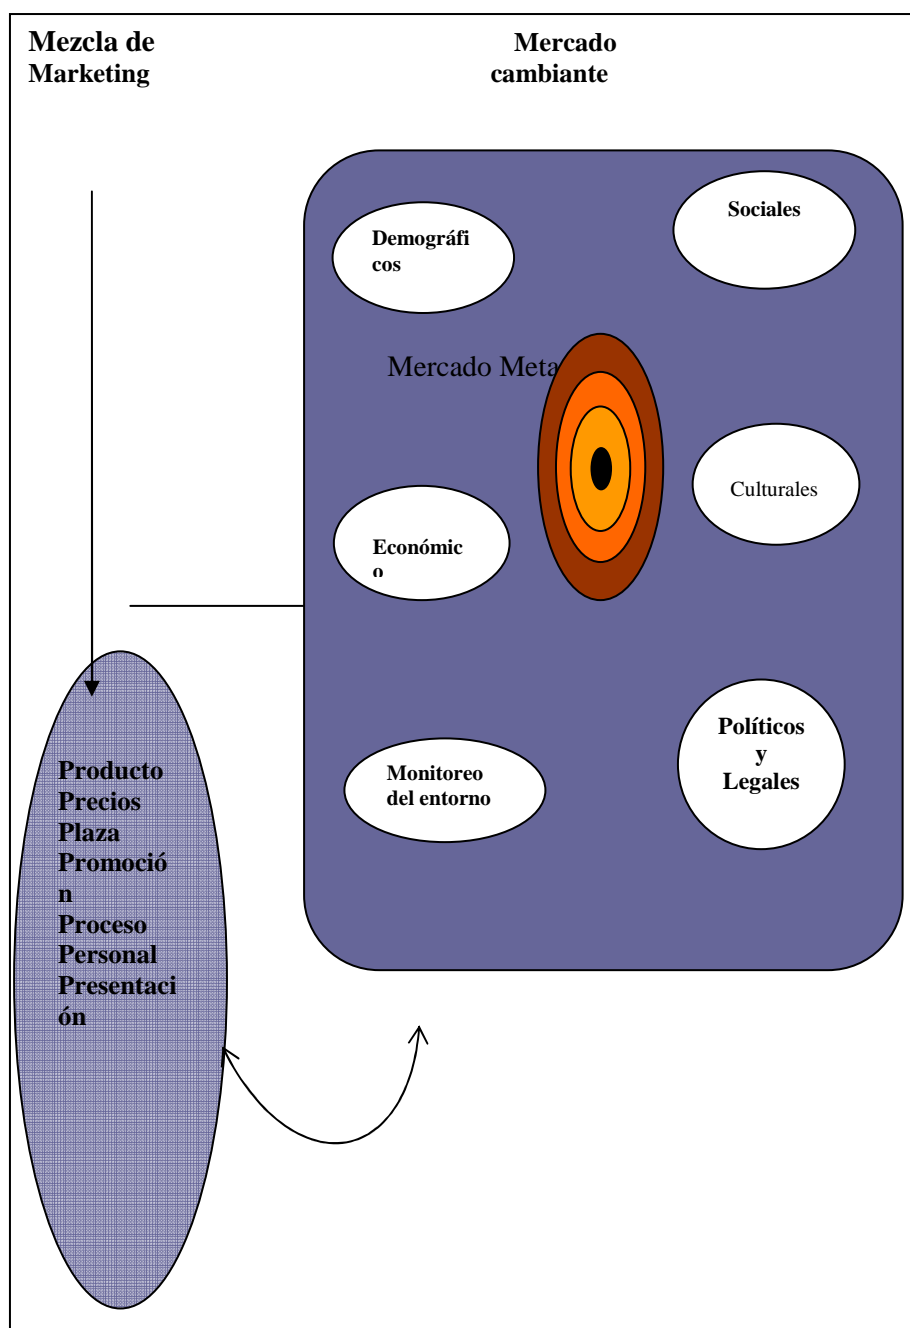 Mezcla de
Marketing
Mercado
cambiante
Demográfi
cos
Sociales
Mercado Meta
Culturales
Económic
o
Monitoreo
del entorno
Políticos
y
Legales
Producto
Precios
Plaza
Promoció
n
Proceso
Personal
Presentaci
ón